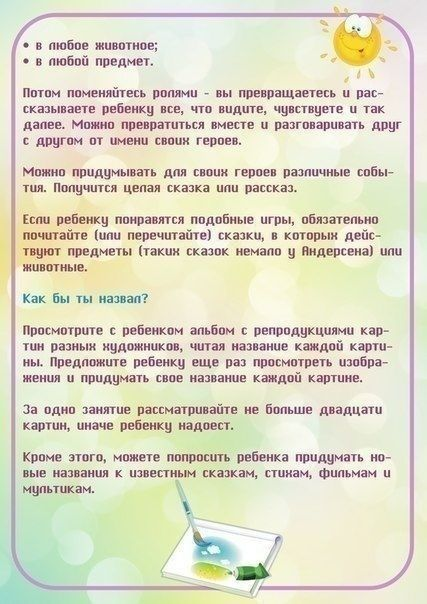 • в любое животное;
• в любой предмет.
Потом поменяйтесь ролями - вы превращаетесь и рас-
сказываете ребенку все, что видите, чувствуете и так
далее. Можно превратиться вместе и разговаривать друг
с другом от имени своих героев.
Можно придумывать для своих героев различные собы-
тия. Получится целая сказка или рассказ.
Если ребенку понравятся подобные игры, обязательно
почитайте (или перечитайте) сказки, в которых дейс-
твуют предметы (таких сказок немало у Андерсена) или
животные.
Как бы ты назвал?
Просмотрите с ребенком альбом с репродукциями кар-
тин разных художников, читая название каждой карти-
ны. Предложите ребенку еще раз просмотреть изобра-
жения и придумать свое название каждой картине.
За одно занятие рассматривайте не больше двадцати
картин, иначе ребенку надоест.
Кроме этого, можете попросить ребенка придумать но-
вые названия к известным сказкам, стихам, фильмам и
мультикам.